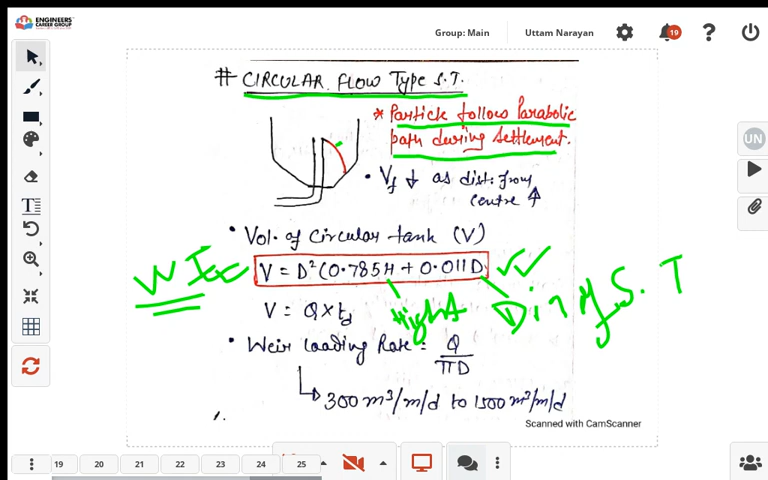 ENGINEERS
CAREER GROUP
Group: Main
Uttam Narayan
19
# CIRCULAR FLOW Type S.T.
* Particle follow Parabolic
path during Settlement.
• Vf ↓ as dist. from
centre ↑
• Vol. of circular tank (V)
V = D²(0.785H + 0.011D
V = Q × td
Hight
Dia of S. T
• Weir Loading Rate = Q
πD
↳ 300 m³/m/d to 1500 m³/m/d
Scanned with CamScanner
UN
19 20 21 22 23 24 25